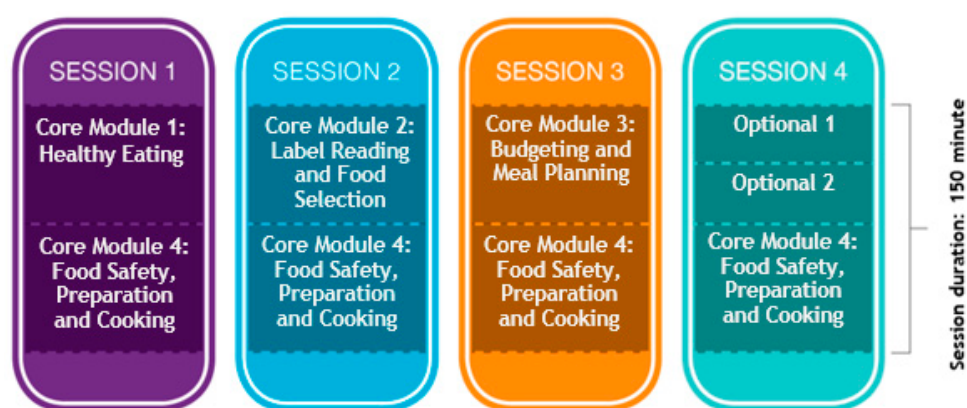 SESSION 1
Core Module 1:
Healthy Eating
Core Module 4:
Food Safety,
Preparation
and Cooking
SESSION 2
Core Module 2:
Label Reading
and Food
Selection
Core Module 4:
Food Safety,
Preparation
and Cooking
SESSION 3
Core Module 3:
Budgeting and
Meal Planning
Core Module 4:
Food Safety,
Preparation
and Cooking
SESSION 4
Optional 1
Optional 2
Core Module 4:
Food Safety,
Preparation
and Cooking
Session duration: 150 minute